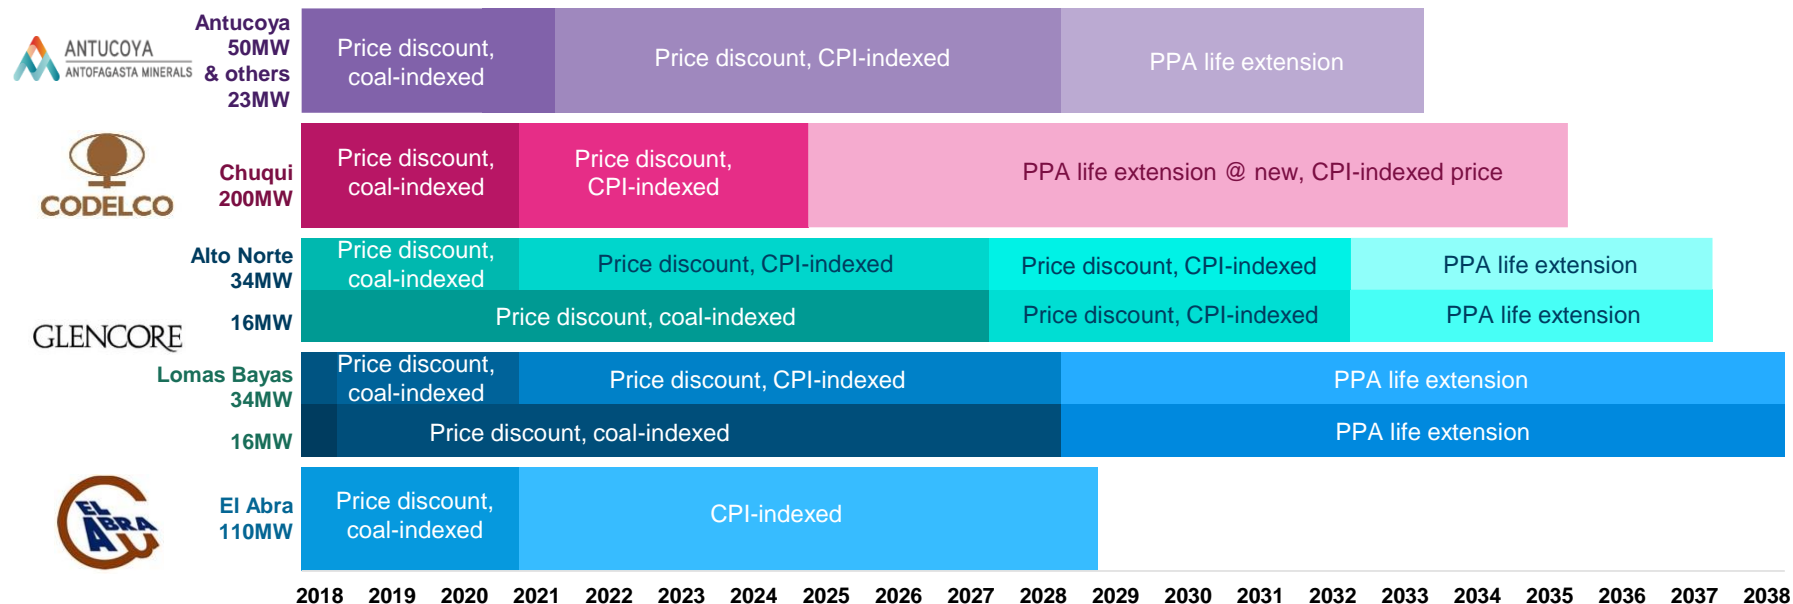 ANTUCOYA
ANTOFAGASTA MINERALS
Antucoya
50MW
& others
23MW
Price discount,
coal-indexed
Price discount, CPI-indexed
PPA life extension
CODELCO
Chuqui
200MW
Price discount,
coal-indexed
Price discount,
CPI-indexed
PPA life extension @ new, CPI-indexed price
GLENCORE
Alto Norte
34MW
Price discount,
coal-indexed
Price discount, CPI-indexed
Price discount, CPI-indexed
PPA life extension
16MW
Price discount, coal-indexed
Price discount, CPI-indexed
PPA life extension
Lomas Bayas
34MW
Price discount,
coal-indexed
Price discount, CPI-indexed
PPA life extension
16MW
Price discount, coal-indexed
PPA life extension
EL
ABRA
El Abra
110MW
Price discount,
coal-indexed
CPI-indexed
2018 2019 2020 2021 2022 2023 2024 2025 2026 2027 2028 2029 2030 2031 2032 2033 2034 2035 2036 2037 2038